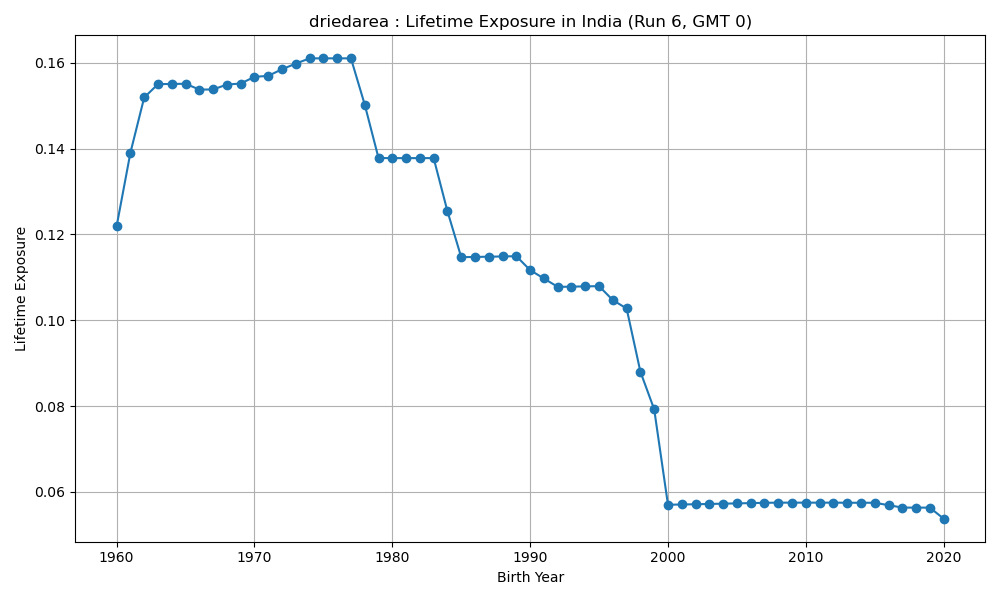 driedarea : Lifetime Exposure in India (Run 6, GMT 0)
Lifetime Exposure
0.16
0.14
0.12
0.10
0.08
0.06
1960 1970 1980 1990 2000 2010 2020
Birth Year